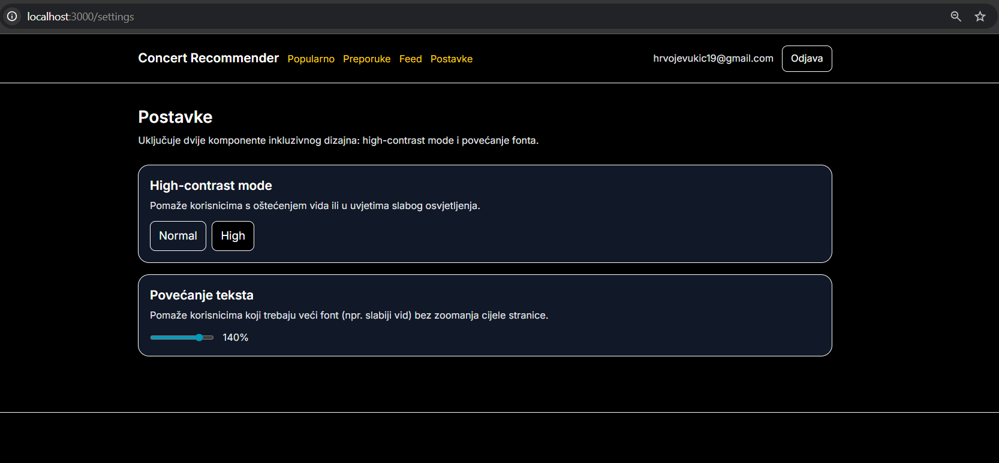 localhost:3000/settings
Concert Recommender Popularno Preporuke Feed Postavke hrvojevukic19@gmail.com Odjava
Postavke
Uključuje dvije komponente inkluzivnog dizajna: high-contrast mode i povećanje fonta.
High-contrast mode
Pomaže korisnicima s oštećenjem vida ili u uvjetima slabog osvjetljenja.
Normal High
Povećanje teksta
Pomaže korisnicima koji trebaju veći font (npr. slabiji vid) bez zoomanja cijele stranice.
140%